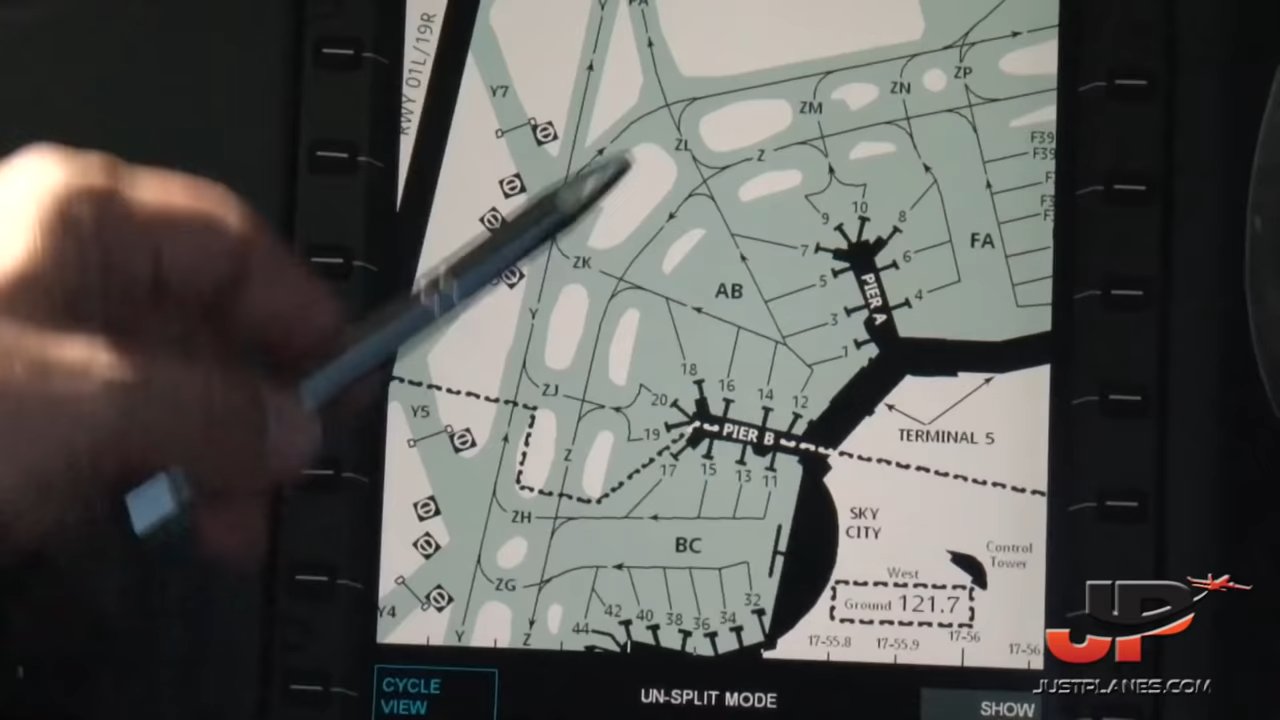 RWY 01L/19R
Y
Y7
ZP
ZN
ZM
ZL
Z
F39
F39
10
9
8
7
6
FA
5
4
PIER A
3
1
ZK
AB
Y
18
16
14
12
20
ZJ
19
PIER B
Y5
TERMINAL 5
Z
17
15
13
11
ZH
SKY
CITY
BC
Control
Tower
West
Ground 121.7
ZG
Y4
44
42
40
38
36
34
32
Y
Z
17-55.8
17-55.9
17-56
17-56
JP
JUSTPLANES.COM
CYCLE
VIEW
UN-SPLIT MODE
SHOW